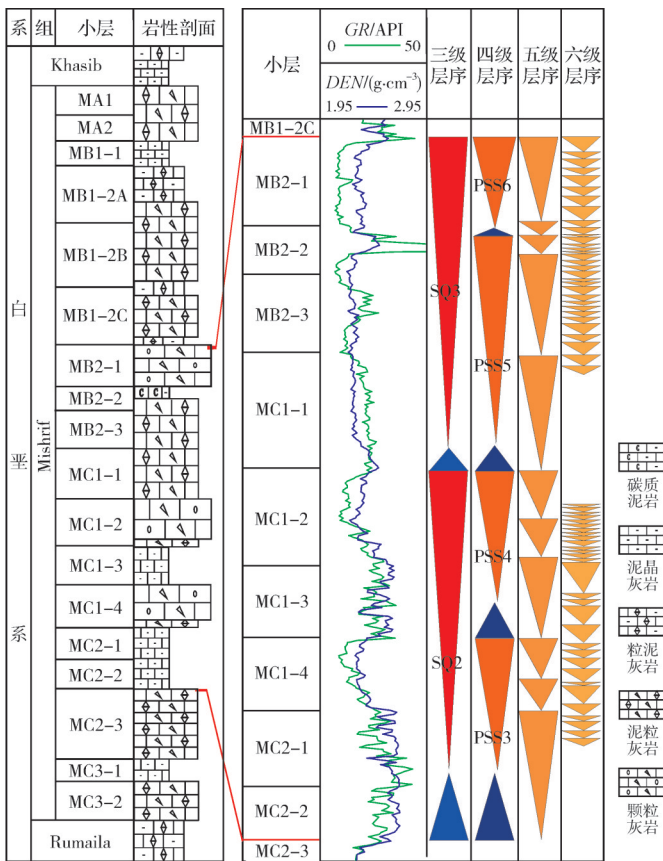 系 组 小层 岩性剖面
白垩系
Khasib
Mishrif
MA1
MA2
MB1-1
MB1-2A
MB1-2B
MB1-2C
MB2-1
MB2-2
MB2-3
MC1-1
MC1-2
MC1-3
MC1-4
MC2-1
MC2-2
MC2-3
MC3-1
MC3-2
Rumaila
小层
GR/API
0 50
DEN/(g·cm⁻³)
1.95 2.95
三级层序
四级层序
五级层序
六级层序
MB1-2C
MB2-1
MB2-2
MB2-3
MC1-1
MC1-2
MC1-3
MC1-4
MC2-1
MC2-2
MC2-3
SQ3
SQ2
PSS6
PSS5
PSS4
PSS3
碳质
泥岩
泥晶
灰岩
粒泥
灰岩
泥粒
灰岩
颗粒
灰岩